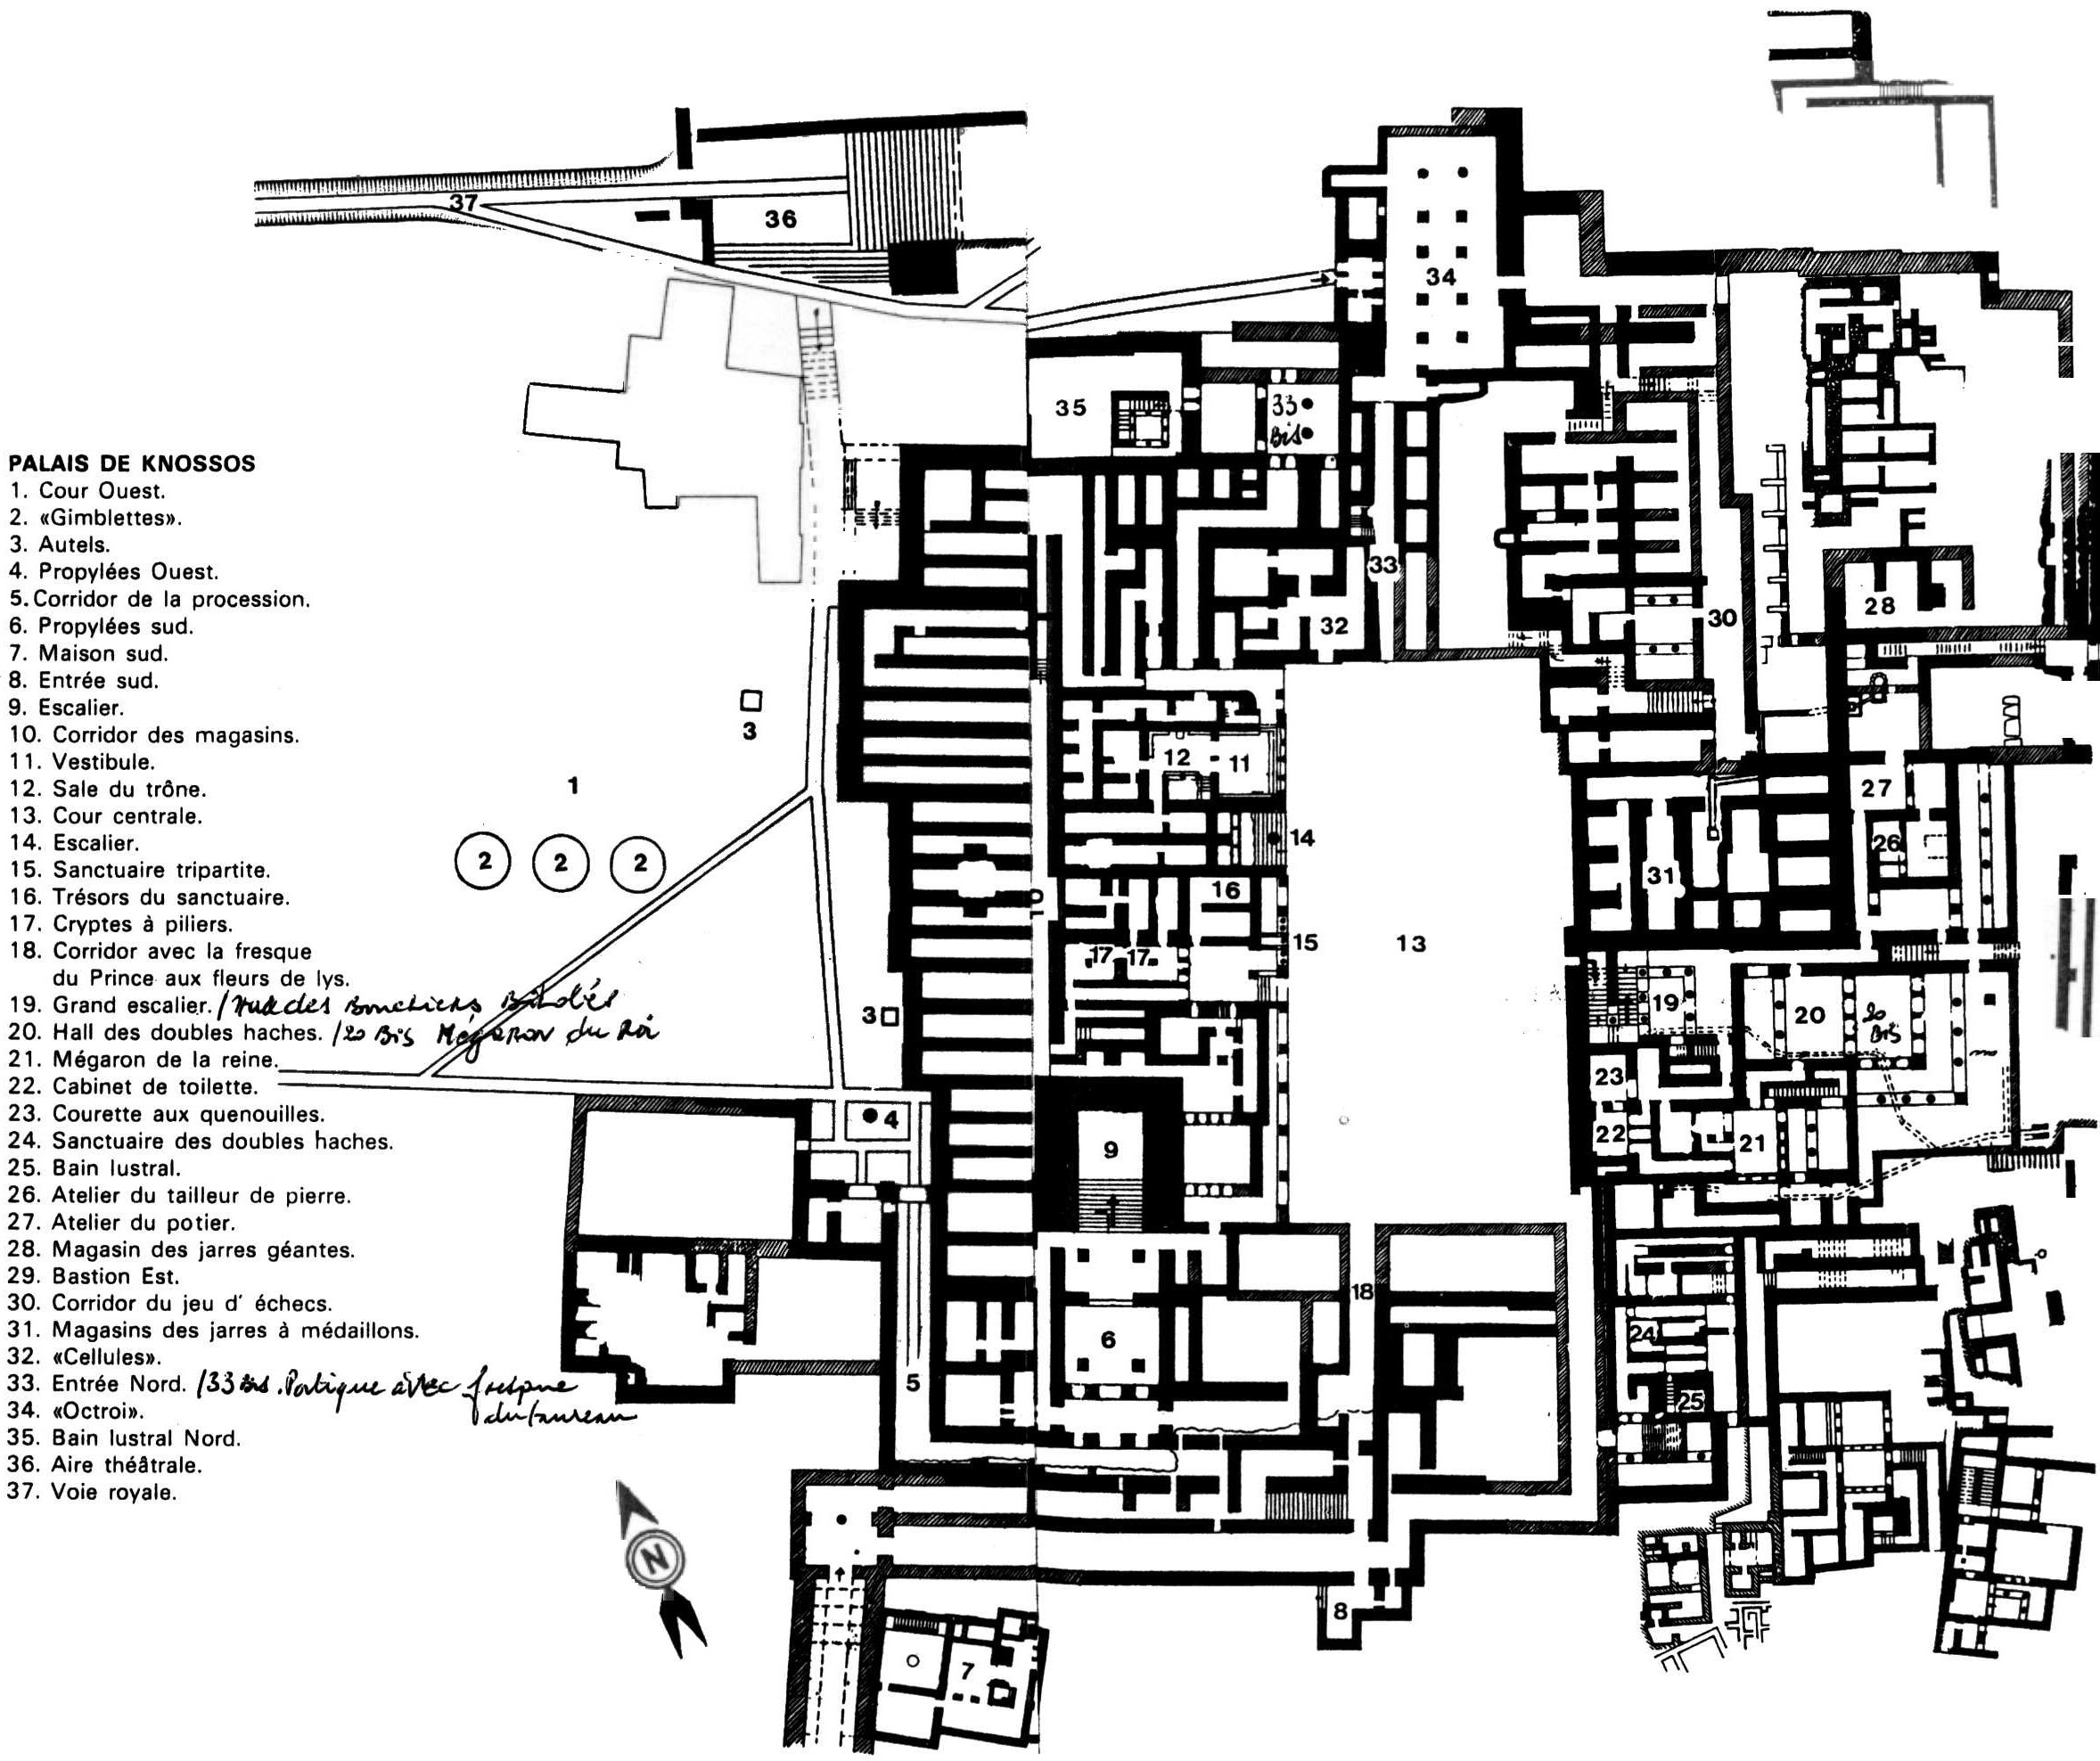 PALAIS DE KNOSSOS
1. Cour Ouest.
2. «Gimblettes».
3. Autels.
4. Propylées Ouest.
5. Corridor de la procession.
6. Propylées sud.
7. Maison sud.
8. Entrée sud.
9. Escalier.
10. Corridor des magasins.
11. Vestibule.
12. Sale du trône.
13. Cour centrale.
14. Escalier.
15. Sanctuaire tripartite.
16. Trésors du sanctuaire.
17. Cryptes à piliers.
18. Corridor avec la fresque
du Prince aux fleurs de lys.
19. Grand escalier. / des Boucliers
20. Hall des doubles haches. /20 Bis Mégaron du Roi
21. Mégaron de la reine.
22. Cabinet de toilette.
23. Courette aux quenouilles.
24. Sanctuaire des doubles haches.
25. Bain lustral.
26. Atelier du tailleur de pierre.
27. Atelier du potier.
28. Magasin des jarres géantes.
29. Bastion Est.
30. Corridor du jeu d' échecs.
31. Magasins des jarres à médaillons.
32. «Cellules».
33. Entrée Nord. /33 Bis. Portique avec fresque
du taureau
34. «Octroi».
35. Bain lustral Nord.
36. Aire théâtrale.
37. Voie royale.
37
36
34
35
33
Bis
33
32
30
28
3
12
11
1
27
14
26
2
2
2
31
16
10
15
13
17
17
19
20
20
Bis
3
23
4
22
21
9
18
24
6
5
25
N
8
7